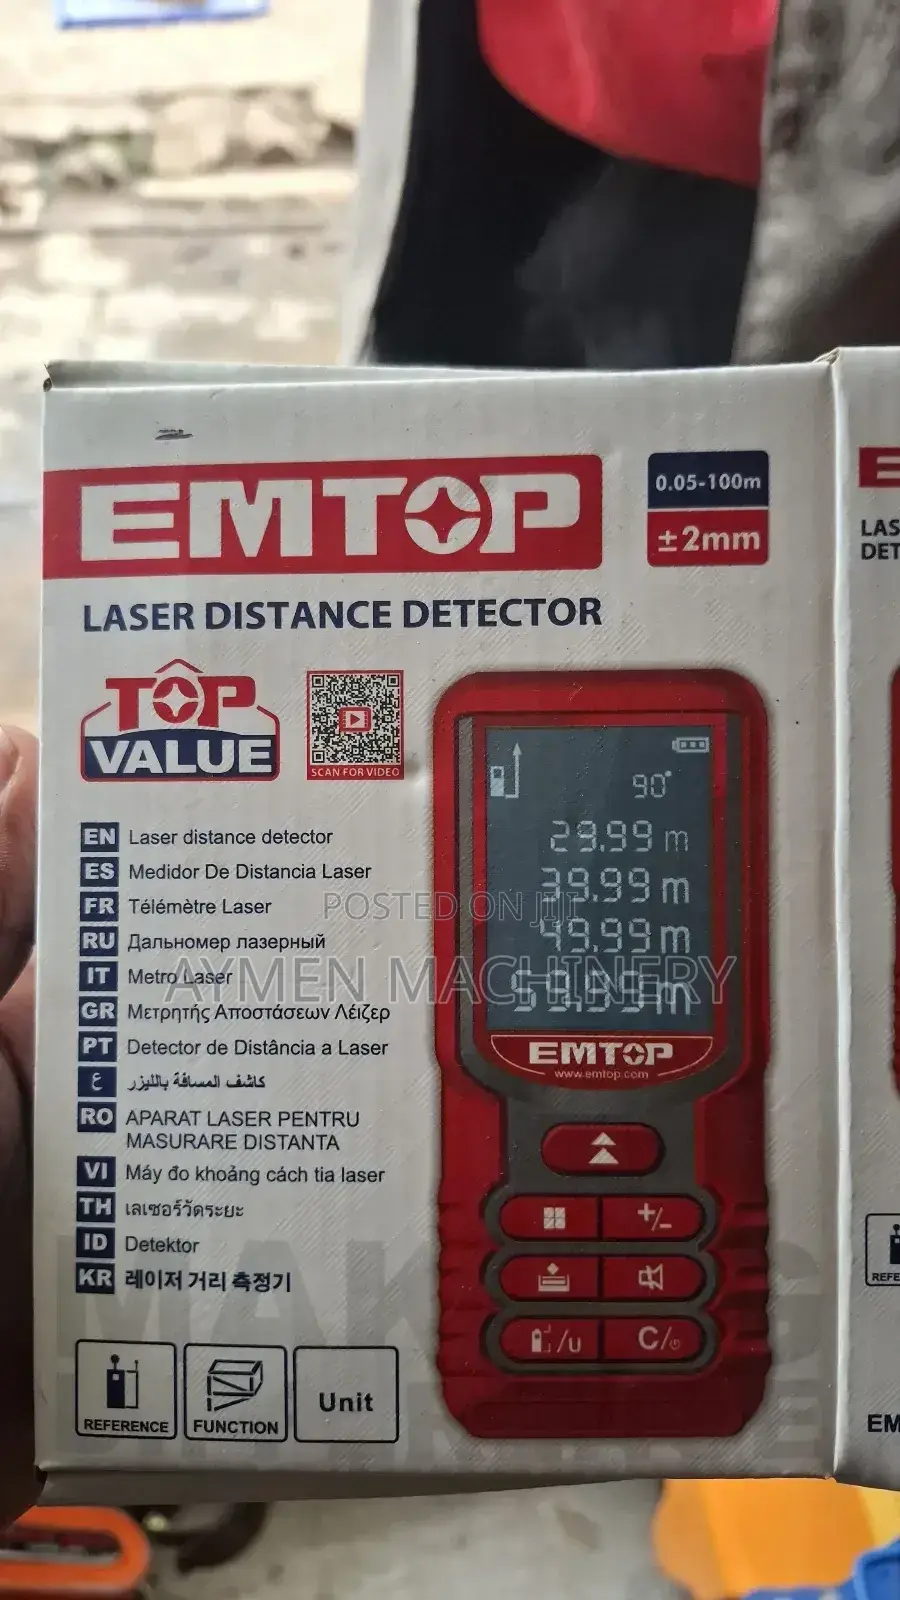 EMTOP
0.05-100m
±2mm
LASER DISTANCE DETECTOR
TOP
VALUE
SCAN FOR VIDEO
EN Laser distance detector
ES Medidor De Distancia Laser
FR Télémètre Laser
RU Дальномер лазерный
IT Metro Laser
GR Μετρητής Αποστάσεων Λέιζερ
PT Detector de Distância a Laser
ع كاشف المسافة بالليزر
RO APARAT LASER PENTRU
MASURARE DISTANTA
VI Máy đo khoảng cách tia laser
TH เลเซอร์วัดระยะ
ID Detektor
KR 레이저 거리 측정기
REFERENCE
FUNCTION
Unit
90°
29.99 m
39.99 m
49.99 m
59.99 m
EMTOP
www.emtop.com
+/-
/u
C/
POSTED ON JIJI
AYMEN MACHINERY
LAS
DET
REFE
EM